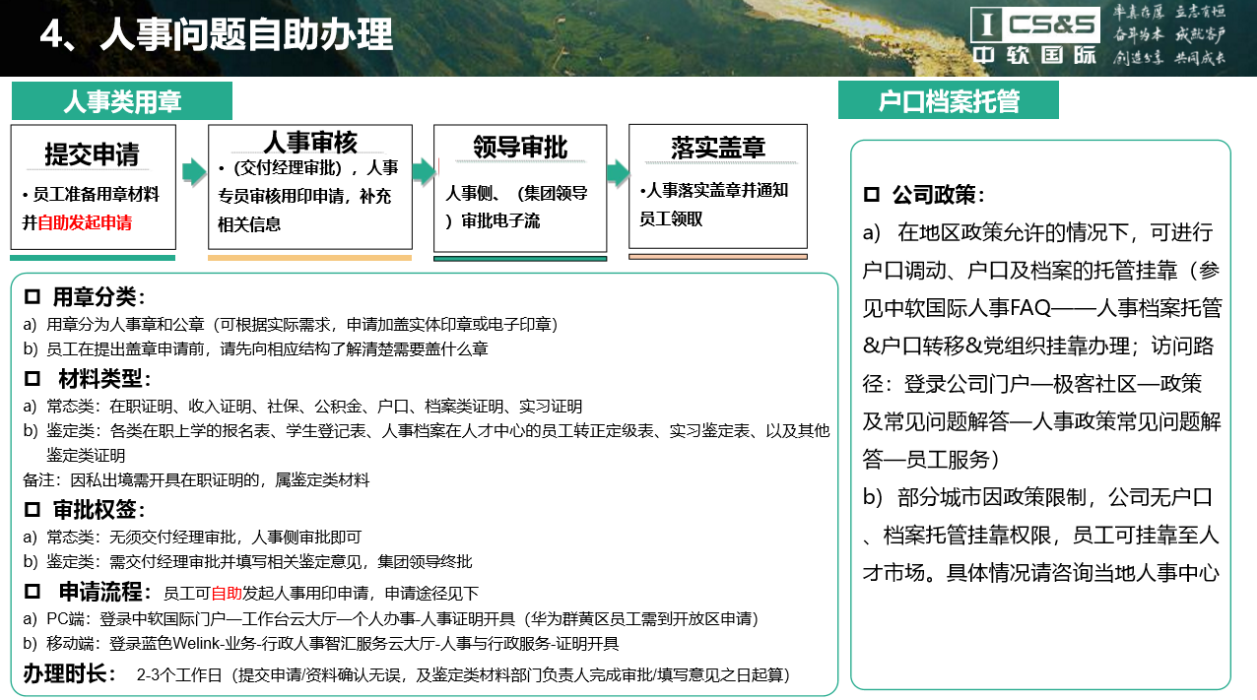 4、人事问题自助办理
I CS&S
中软国际
率真在层 立志有恒
奋斗为本 成就客户
创造分享 共同成长
人事类用章
户口档案托管
提交申请
• 员工准备用章材料
并自助发起申请
人事审核
• （交付经理审批），人事
专员审核用印申请，补充
相关信息
领导审批
人事侧、（集团领导
）审批电子流
落实盖章
•人事落实盖章并通知
员工领取
用章分类：
a) 用章分为人事章和公章（可根据实际需求，申请加盖实体印章或电子印章）
b) 员工在提出盖章申请前，请先向相应结构了解清楚需要盖什么章
材料类型：
a) 常态类：在职证明、收入证明、社保、公积金、户口、档案类证明、实习证明
b) 鉴定类：各类在职上学的报名表、学生登记表、人事档案在人才中心的员工转正定级表、实习鉴定表、以及其他
鉴定类证明
备注：因私出境需开具在职证明的，属鉴定类材料
审批权签：
a) 常态类：无须交付经理审批，人事侧审批即可
b) 鉴定类：需交付经理审批并填写相关鉴定意见，集团领导终批
申请流程：员工可自助发起人事用印申请，申请途径见下
a) PC端：登录中软国际门户—工作台云大厅—个人办事-人事证明开具（华为群黄区员工需到开放区申请）
b) 移动端：登录蓝色Welink-业务-行政人事智汇服务云大厅-人事与行政服务-证明开具
办理时长： 2-3个工作日（提交申请/资料确认无误，及鉴定类材料部门负责人完成审批/填写意见之日起算）
公司政策：
a) 在地区政策允许的情况下，可进行
户口调动、户口及档案的托管挂靠（参
见中软国际人事FAQ——人事档案托管
&户口转移&党组织挂靠办理；访问路
径：登录公司门户—极客社区—政策
及常见问题解答—人事政策常见问题解
答—员工服务）
b) 部分城市因政策限制，公司无户口
、档案托管挂靠权限，员工可挂靠至人
才市场。具体情况请咨询当地人事中心